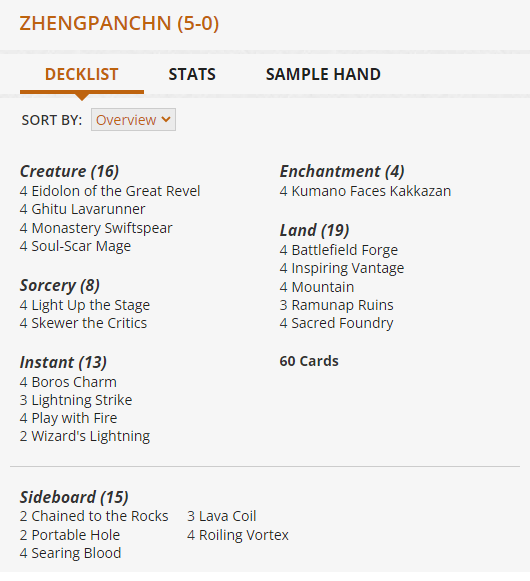 ZHENGPANCHN (5-0)
DECKLIST STATS SAMPLE HAND
SORT BY: Overview
Creature (16)
4 Eidolon of the Great Revel
4 Ghitu Lavarunner
4 Monastery Swiftspear
4 Soul-Scar Mage
Sorcery (8)
4 Light Up the Stage
4 Skewer the Critics
Instant (13)
4 Boros Charm
3 Lightning Strike
4 Play with Fire
2 Wizard's Lightning
Enchantment (4)
4 Kumano Faces Kakkazan
Land (19)
4 Battlefield Forge
4 Inspiring Vantage
4 Mountain
3 Ramunap Ruins
4 Sacred Foundry
60 Cards
Sideboard (15)
2 Chained to the Rocks
2 Portable Hole
4 Searing Blood
3 Lava Coil
4 Roiling Vortex